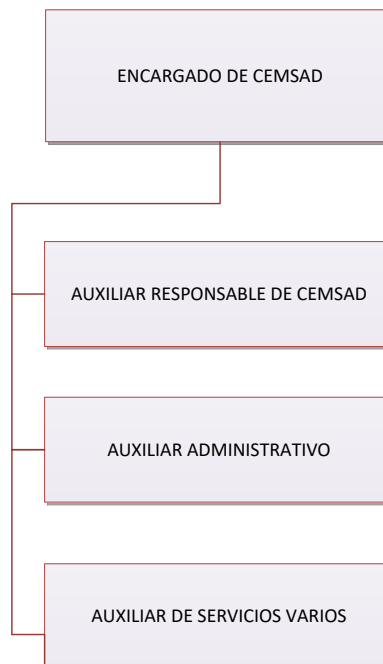 ENCARGADO DE CEMSAD
AUXILIAR RESPONSABLE DE CEMSAD
AUXILIAR ADMINISTRATIVO
AUXILIAR DE SERVICIOS VARIOS